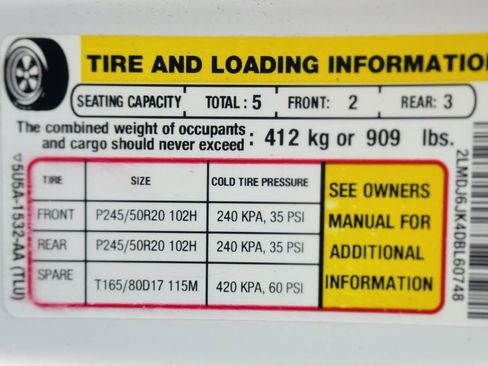 TIRE AND LOADING INFORMATIO
SEATING CAPACITY TOTAL : 5 FRONT: 2 REAR: 3
The combined weight of occupants
and cargo should never exceed : 412 kg or 909 lbs.
TIRE SIZE COLD TIRE PRESSURE
FRONT P245/50R20 102H 240 KPA, 35 PSI
REAR P245/50R20 102H 240 KPA, 35 PSI
SPARE T165/80D17 115M 420 KPA, 60 PSI
SEE OWNERS
MANUAL FOR
ADDITIONAL
INFORMATION
5U5A-1532-AA (TLU)
2LMDJ6JK4DBL60748